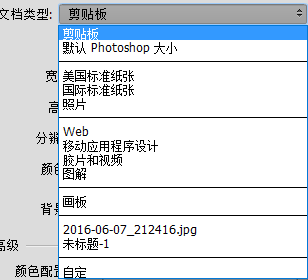 文档类型: 剪贴板
剪贴板
默认 Photoshop 大小
美国标准纸张
宽
国际标准纸张
照片
高
Web
分辨
移动应用程序设计
胶片和视频
颜色
图解
画板
背景
2016-06-07_212416.jpg
未标题-1
高级
自定
颜色配置